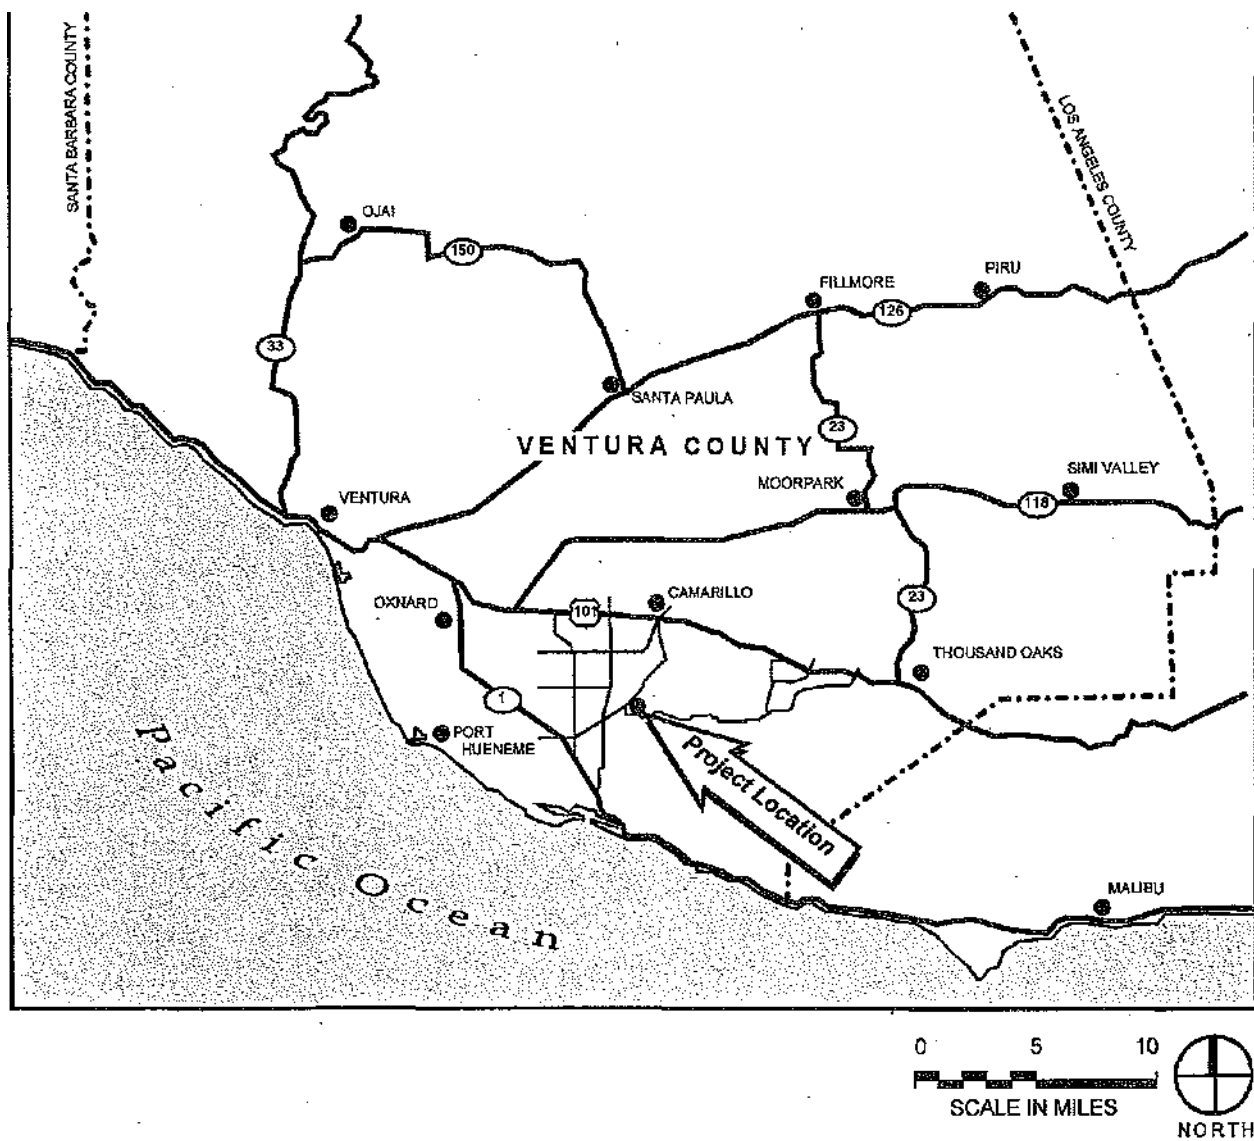 SANTA BARBARA COUNTY
LOS ANGELES COUNTY
OJAI
150
PIRU
FILLMORE
126
33
SANTA PAULA
23
VENTURA COUNTY
SIMI VALLEY
MOORPARK
VENTURA
118
CAMARILLO
OXNARD
101
23
THOUSAND OAKS
1
PORT
HUENEME
Project Location
Pacific Ocean
MALIBU
0 5 10
SCALE IN MILES
NORTH